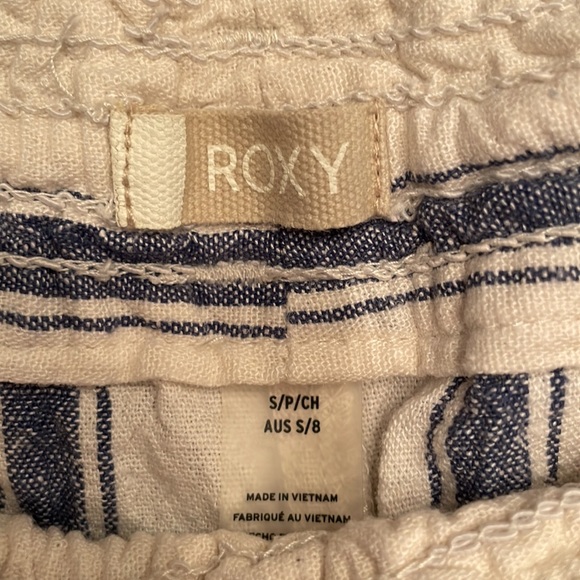 ROXY
S/P/CH
AUS S/8
MADE IN VIETNAM
FABRIQUÉ AU VIETNAM